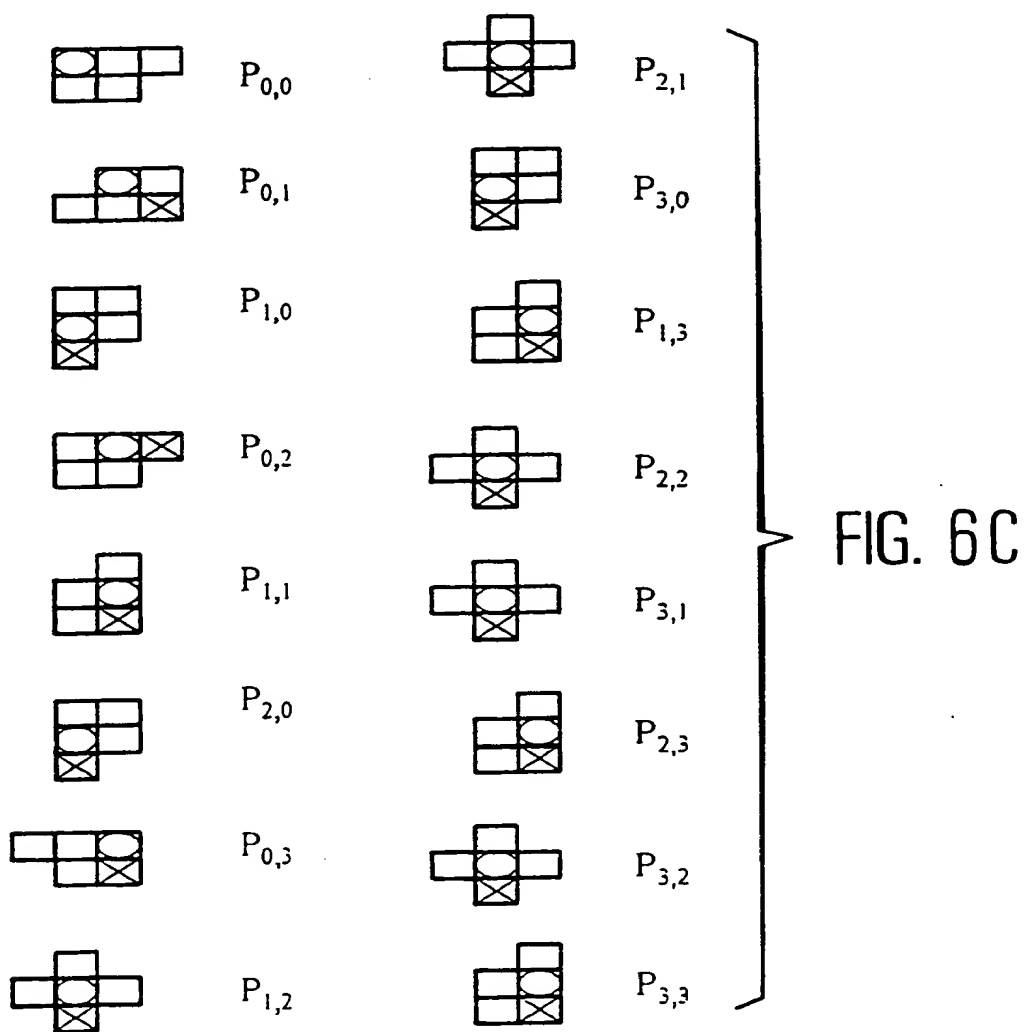 P0,0
P0,1
P1,0
P0,2
P1,1
P2,0
P0,3
P1,2
P2,1
P3,0
P1,3
P2,2
P3,1
P2,3
P3,2
P3,3
FIG. 6C